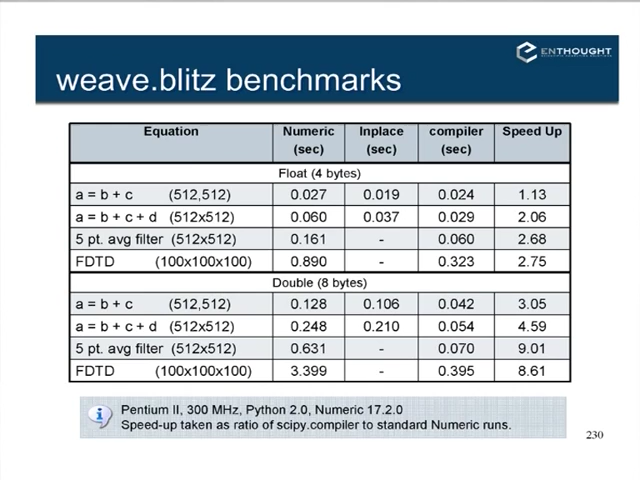 ENTHOUGHT
weave.blitz benchmarks
Equation Numeric (sec) Inplace (sec) compiler (sec) Speed Up
Float (4 bytes)
a = b + c (512,512) 0.027 0.019 0.024 1.13
a = b + c + d (512x512) 0.060 0.037 0.029 2.06
5 pt. avg filter (512x512) 0.161 - 0.060 2.68
FDTD (100x100x100) 0.890 - 0.323 2.75
Double (8 bytes)
a = b + c (512,512) 0.128 0.106 0.042 3.05
a = b + c + d (512x512) 0.248 0.210 0.054 4.59
5 pt. avg filter (512x512) 0.631 - 0.070 9.01
FDTD (100x100x100) 3.399 - 0.395 8.61
Pentium II, 300 MHz, Python 2.0, Numeric 17.2.0
Speed-up taken as ratio of scipy.compiler to standard Numeric runs.
230